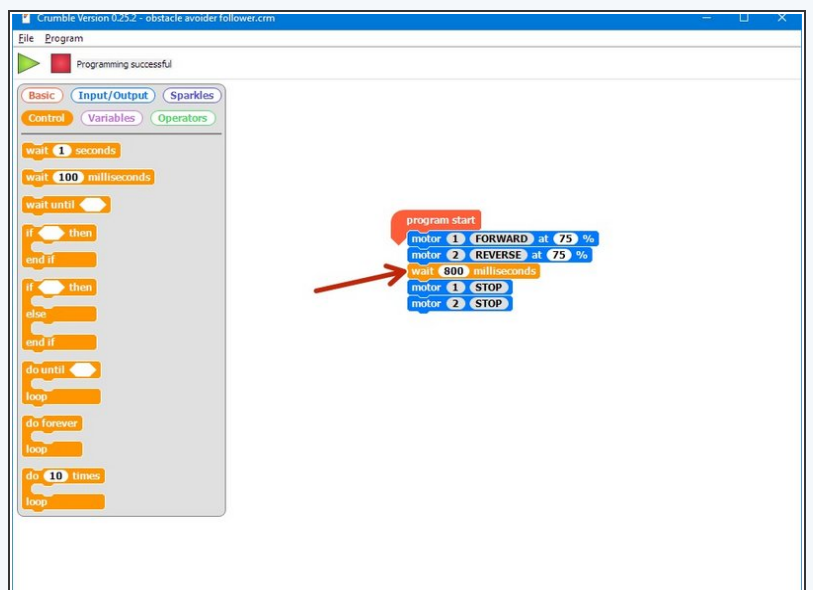 Crumble Version 0.25.2 - obstacle avoider follower.crm
File Program
Programming successful
Basic Input/Output Sparkles
Control Variables Operators
wait 1 seconds
wait 100 milliseconds
wait until
if then
end if
if then
else
end if
do until
loop
do forever
loop
do 10 times
loop
program start
motor 1 FORWARD at 75 %
motor 2 REVERSE at 75 %
wait 800 milliseconds
motor 1 STOP
motor 2 STOP